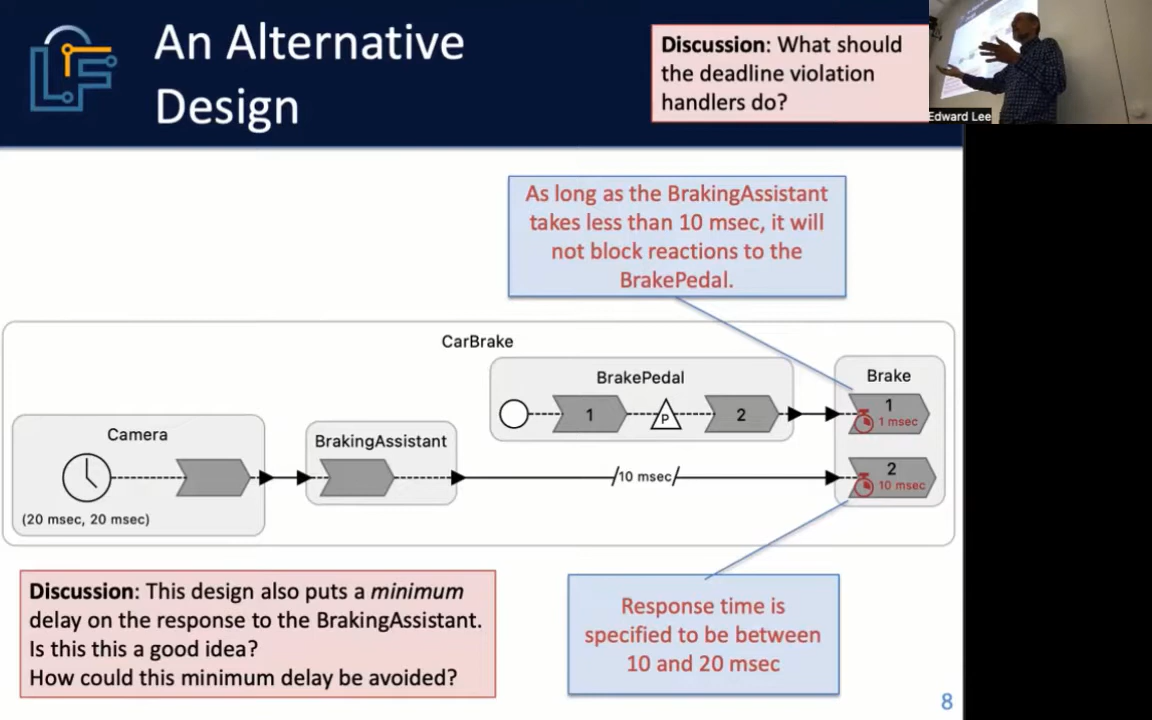 An Alternative
Design
Discussion: What should
the deadline violation
handlers do?
Edward Lee
As long as the BrakingAssistant
takes less than 10 msec, it will
not block reactions to the
BrakePedal.
CarBrake
BrakePedal
1
P
2
Brake
1
1 msec
Camera
(20 msec, 20 msec)
BrakingAssistant
10 msec
2
10 msec
Discussion: This design also puts a minimum
delay on the response to the BrakingAssistant.
Is this this a good idea?
How could this minimum delay be avoided?
Response time is
specified to be between
10 and 20 msec
8